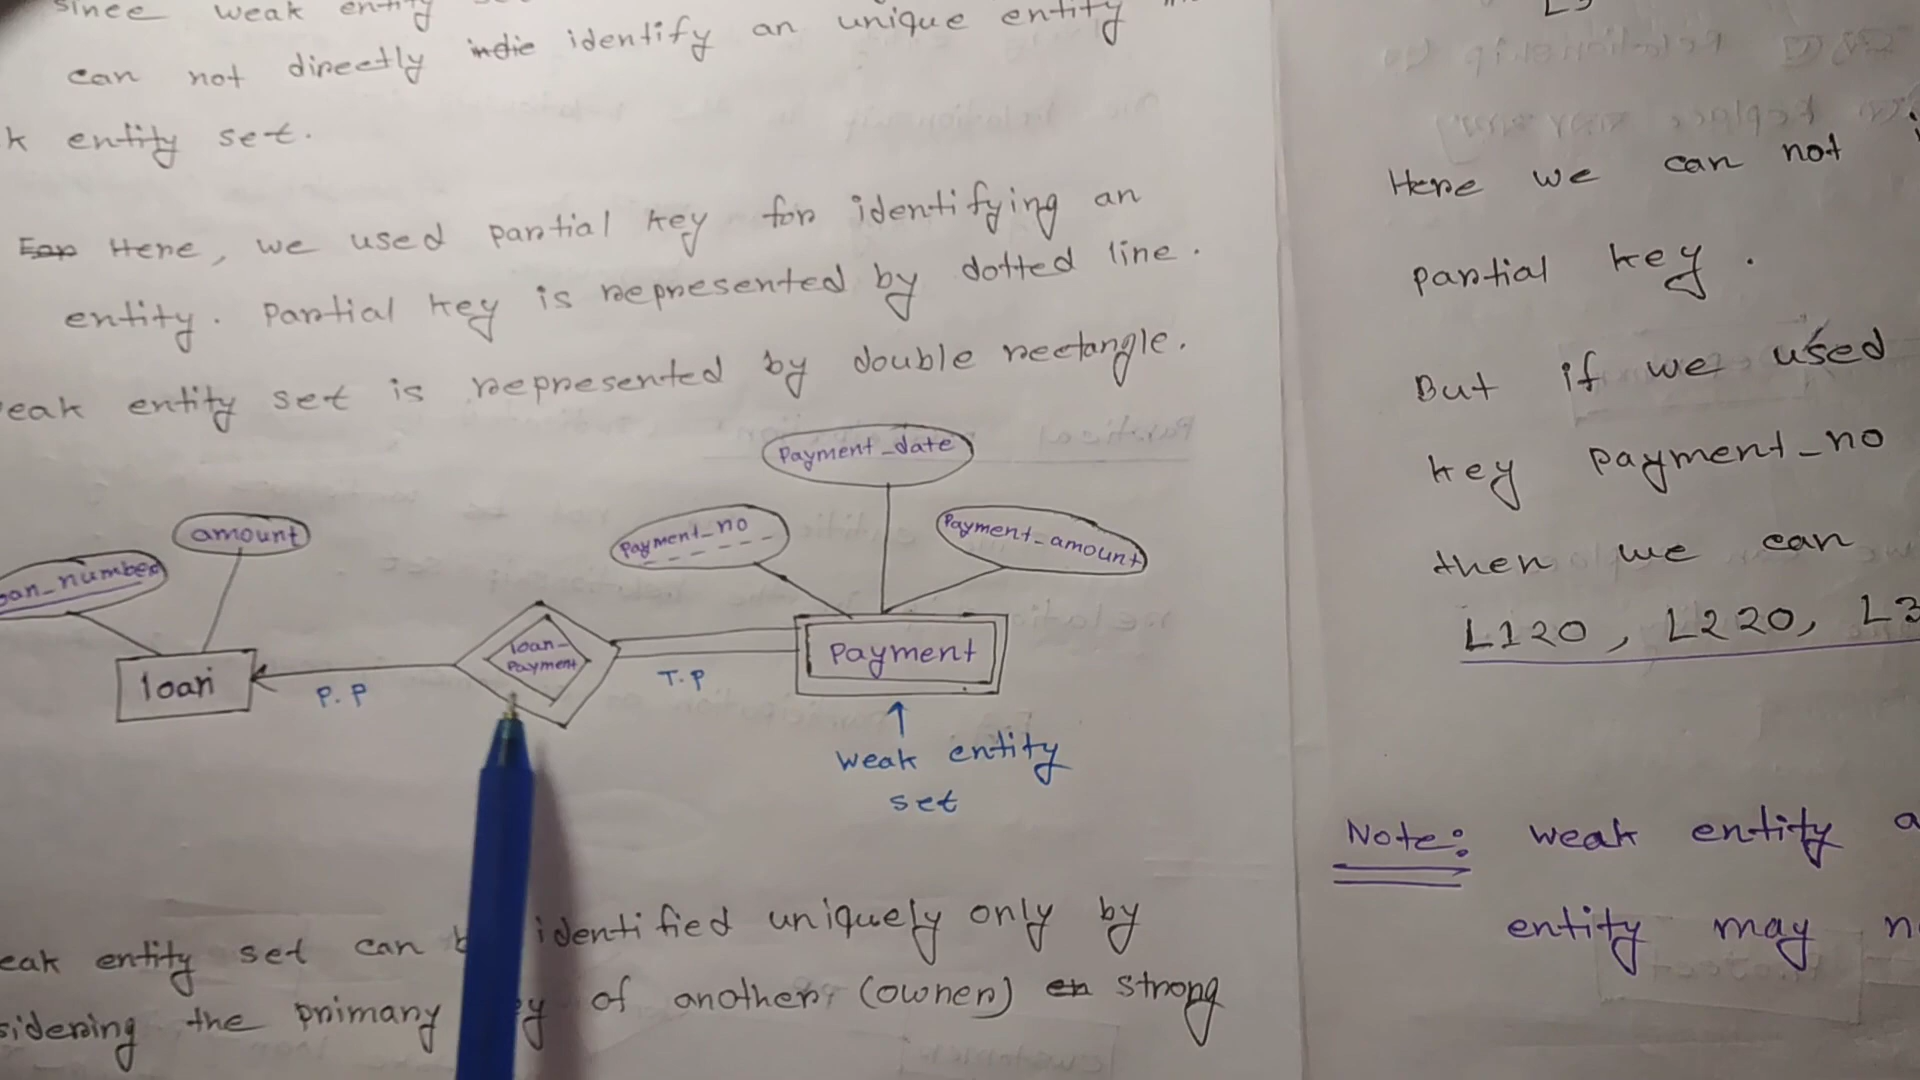 since weak entity
can not directly indic identify an unique entity
k entity set.
For Here, we used partial key for identifying an
entity. Partial key is represented by dotted line.
eak entity set is represented by double rectangle.
Payment_date
amount
Payment_no
Payment_amount
oan_number
loan
P.P
loan-
Payment
T.P
Payment
↑
weak entity
set
eak entity set can b identified uniquely only by
sidering the primary ey of another (owner) en strong
Here we can not
partial key.
But if we used
key payment_no
then we can
L120, L220, L3
Note: weak entity a
entity may n